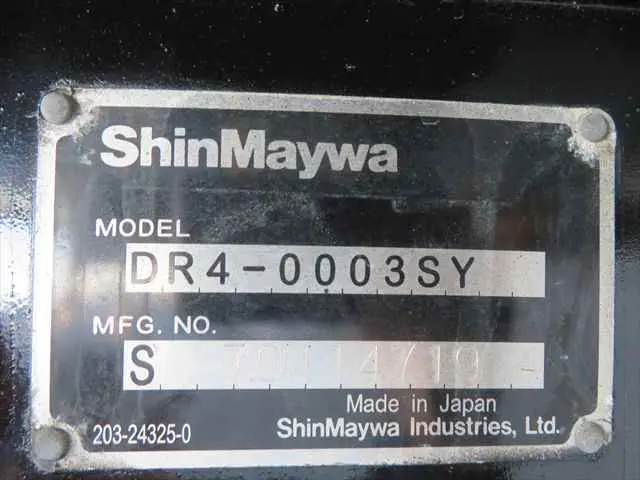 ShinMaywa
MODEL
DR4-0003SY
MFG. NO.
S
Made in Japan
203-24325-0 ShinMaywa Industries, Ltd.